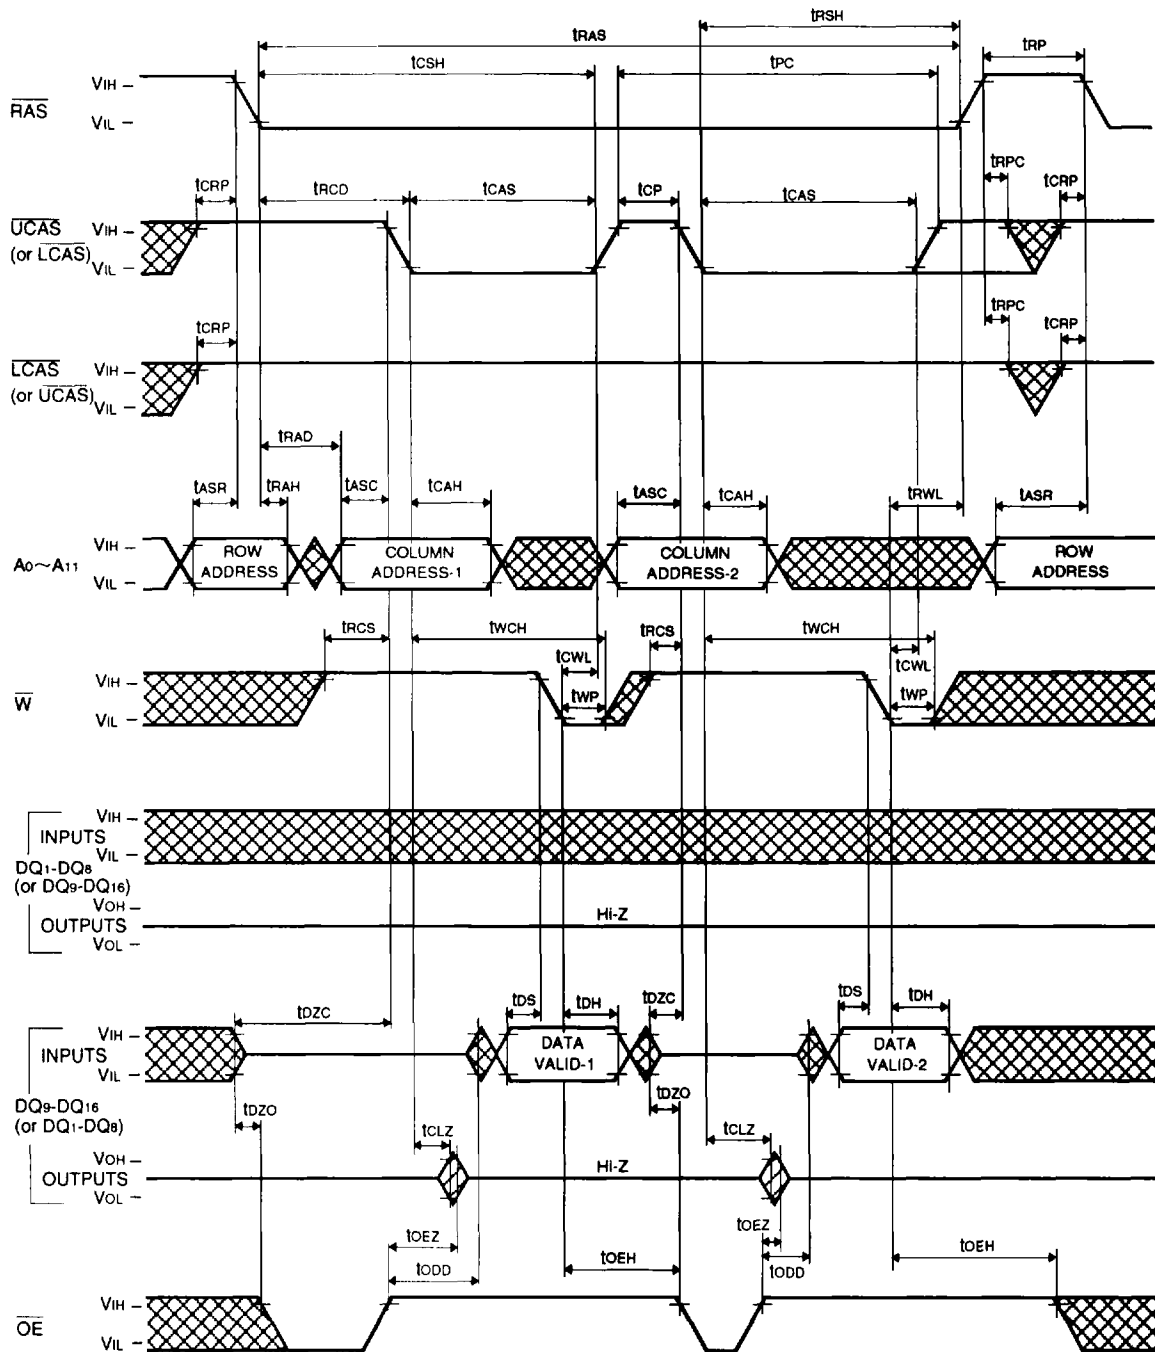 tRSH
tRAS
tRP
tCSH
tPC
RAS
VIH
VIL
tRPC
tCRP
tRCD
tCAS
tCP
tCAS
tCRP
UCAS
(or LCAS)
VIH
VIL
tRPC
tCRP
tCRP
LCAS
(or UCAS)
VIH
VIL
tRAD
tASR
tRAH
tASC
tCAH
tASC
tCAH
tRWL
tASR
A0~A11
VIH
VIL
ROW
ADDRESS
COLUMN
ADDRESS-1
COLUMN
ADDRESS-2
ROW
ADDRESS
tRCS
tWCH
tRCS
tWCH
tCWL
tCWL
tWP
tWP
W
VIH
VIL
VIH
INPUTS
VIL
DQ1-DQ8
(or DQ9-DQ16)
VOH
OUTPUTS
VOL
Hi-Z
tDZC
tDS
tDH
tDZC
tDS
tDH
VIH
INPUTS
VIL
DATA
VALID-1
DATA
VALID-2
DQ9-DQ16
(or DQ1-DQ8)
tDZO
tDZO
tCLZ
tCLZ
VOH
OUTPUTS
VOL
Hi-Z
tOEZ
tOEZ
tODD
tOEH
tODD
tOEH
OE
VIH
VIL